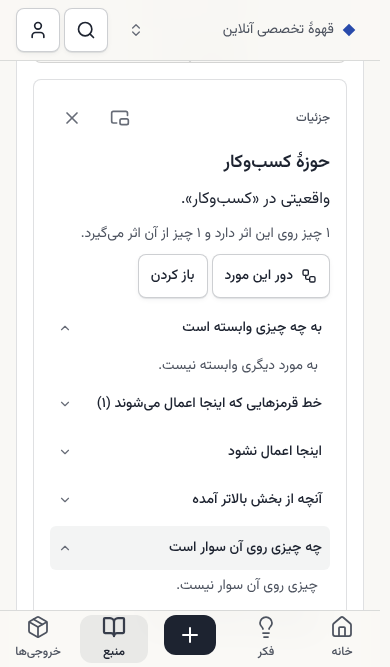 قهوهٔ تخصصی آنلاین
جزئیات
حوزهٔ کسب‌وکار
واقعیتی در «کسب‌وکار».
۱ چیز روی این اثر دارد و ۱ چیز از آن اثر می‌گیرد.
دور این مورد
باز کردن
به چه چیزی وابسته است
به مورد دیگری وابسته نیست.
خط قرمزهایی که اینجا اعمال می‌شوند (۱)
اینجا اعمال نشود
آنچه از بخش بالاتر آمده
چه چیزی روی آن سوار است
چیزی روی آن سوار نیست.
خانه
فکر
منبع
خروجی‌ها